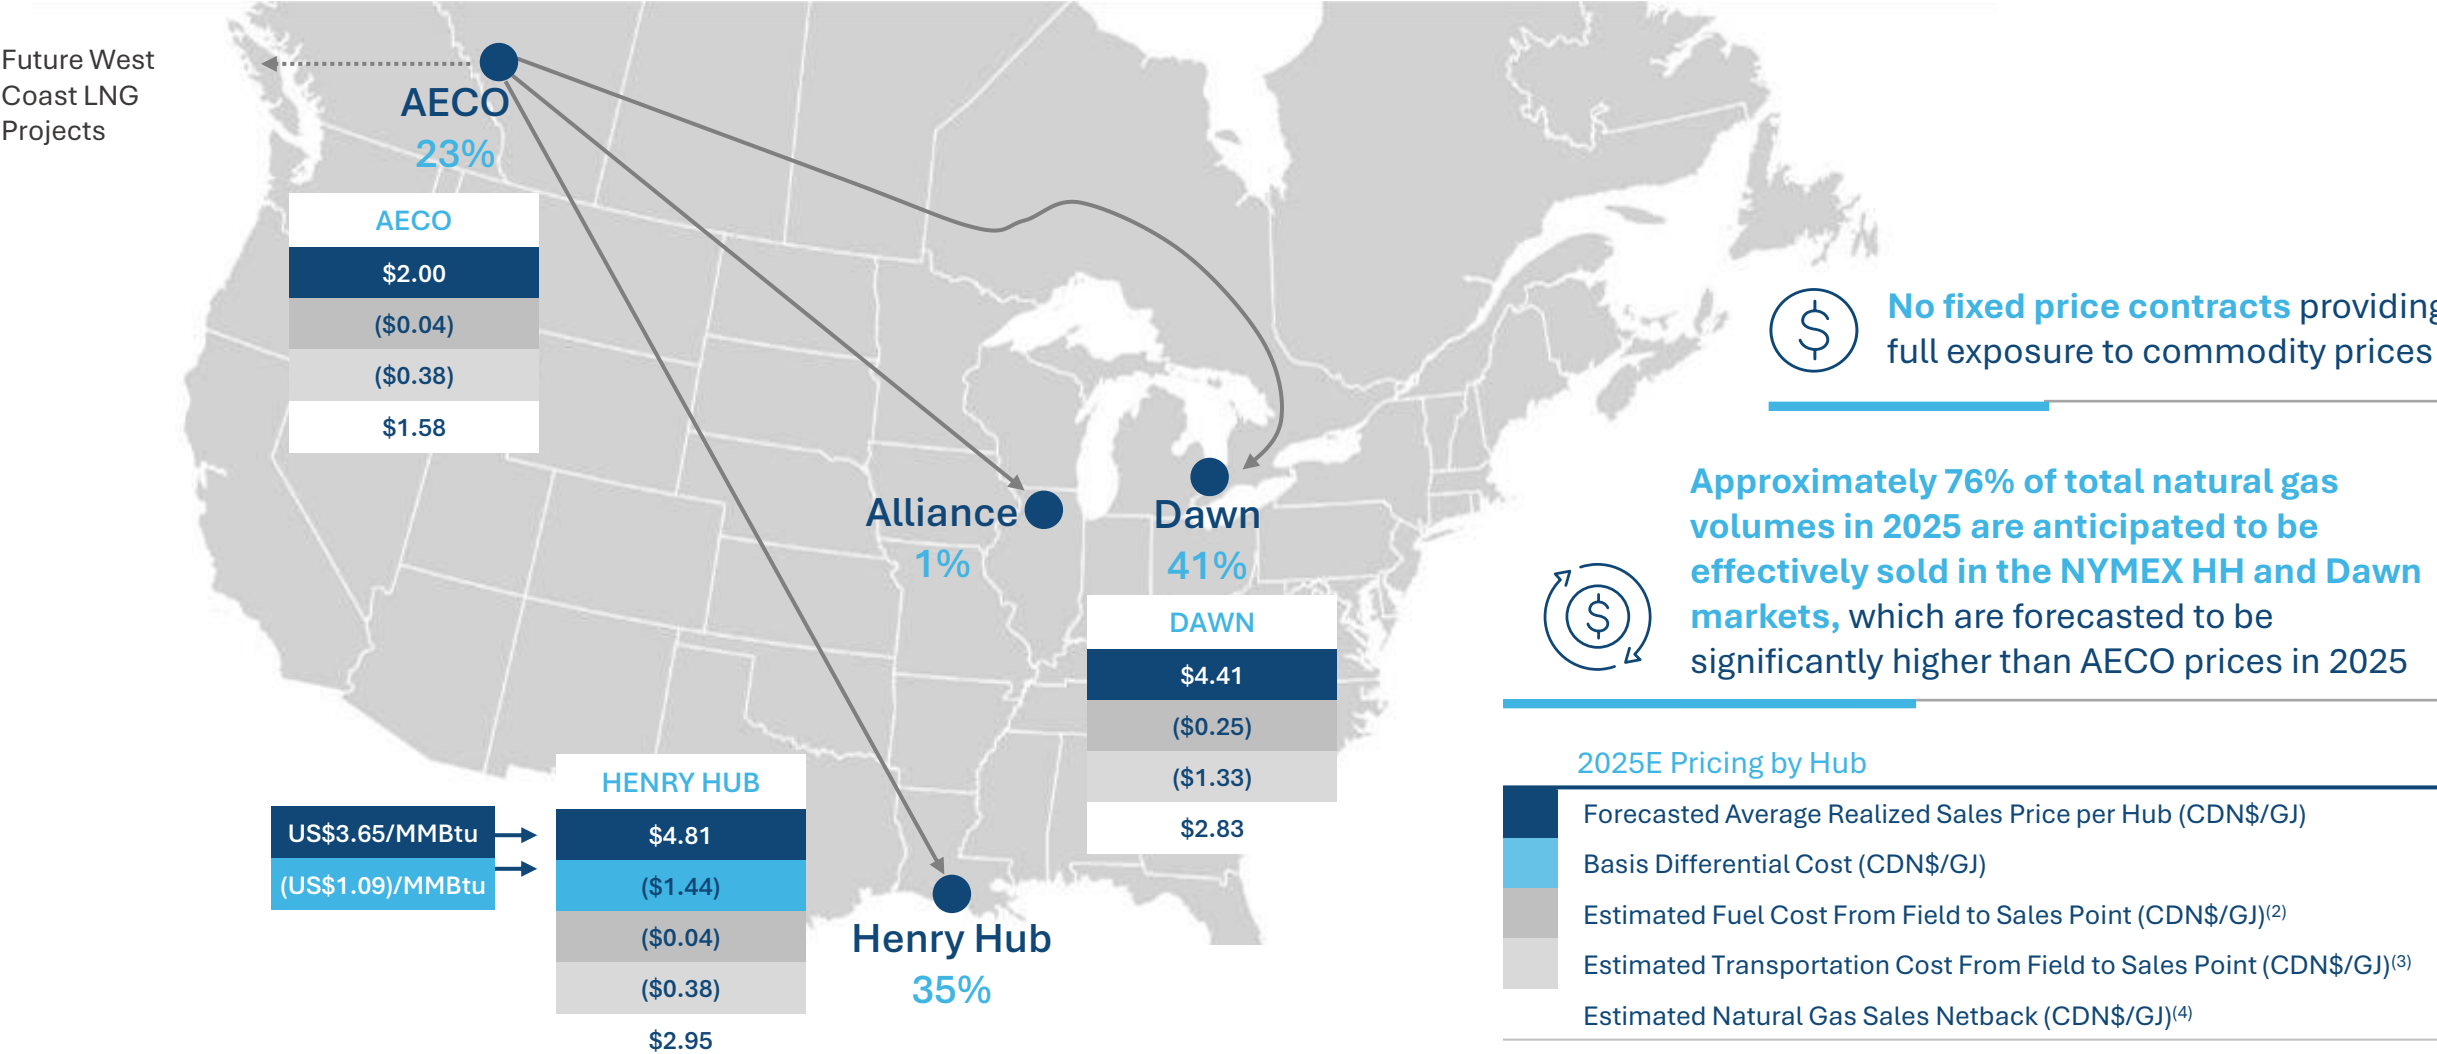 Future West
Coast LNG
Projects
AECO
23%
AECO
$2.00
($0.04)
($0.38)
$1.58
Alliance
1%
Dawn
41%
DAWN
$4.41
($0.25)
($1.33)
$2.83
US$3.65/MMBtu
(US$1.09)/MMBtu
HENRY HUB
$4.81
($1.44)
($0.04)
($0.38)
$2.95
Henry Hub
35%
No fixed price contracts providing
full exposure to commodity prices
Approximately 76% of total natural gas
volumes in 2025 are anticipated to be
effectively sold in the NYMEX HH and Dawn
markets, which are forecasted to be
significantly higher than AECO prices in 2025
2025E Pricing by Hub
Forecasted Average Realized Sales Price per Hub (CDN$/GJ)
Basis Differential Cost (CDN$/GJ)
Estimated Fuel Cost From Field to Sales Point (CDN$/GJ)(2)
Estimated Transportation Cost From Field to Sales Point (CDN$/GJ)(3)
Estimated Natural Gas Sales Netback (CDN$/GJ)(4)